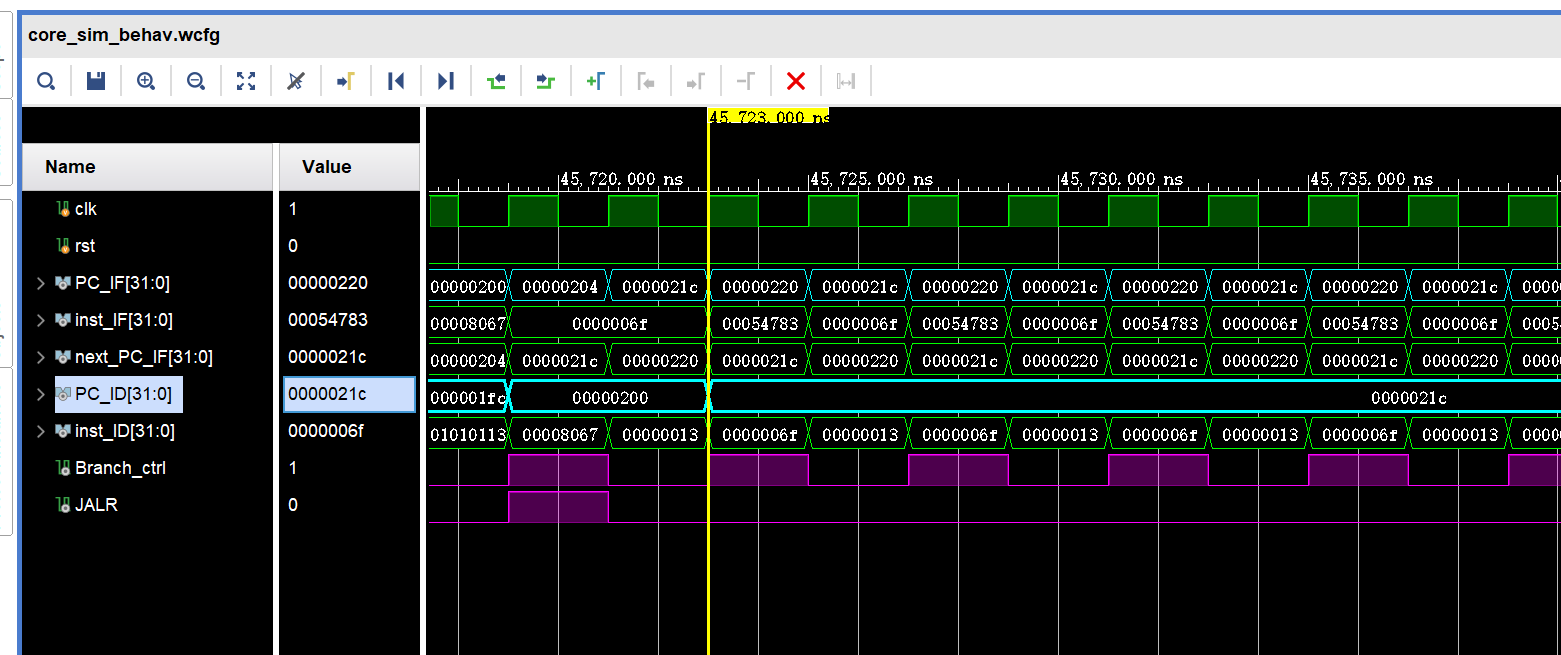 core_sim_behav.wcfg
45,723.000 ns
Name Value
45,720.000 ns 45,725.000 ns 45,730.000 ns 45,735.000 ns
clk 1
rst 0
PC_IF[31:0] 00000220 00000200 00000204 0000021c 00000220 0000021c 00000220 0000021c 00000220 0000021c 00000220 0000021c 0000
inst_IF[31:0] 00054783 00008067 0000006f 00054783 0000006f 00054783 0000006f 00054783 0000006f 00054783 0000006f 0005
next_PC_IF[31:0] 0000021c 00000204 0000021c 00000220 0000021c 00000220 0000021c 00000220 0000021c 00000220 0000021c 00000220 0000
PC_ID[31:0] 0000021c 000001fc 00000200 0000021c
inst_ID[31:0] 0000006f 01010113 00008067 00000013 0000006f 00000013 0000006f 00000013 0000006f 00000013 0000006f 00000013 0000
Branch_ctrl 1
JALR 0